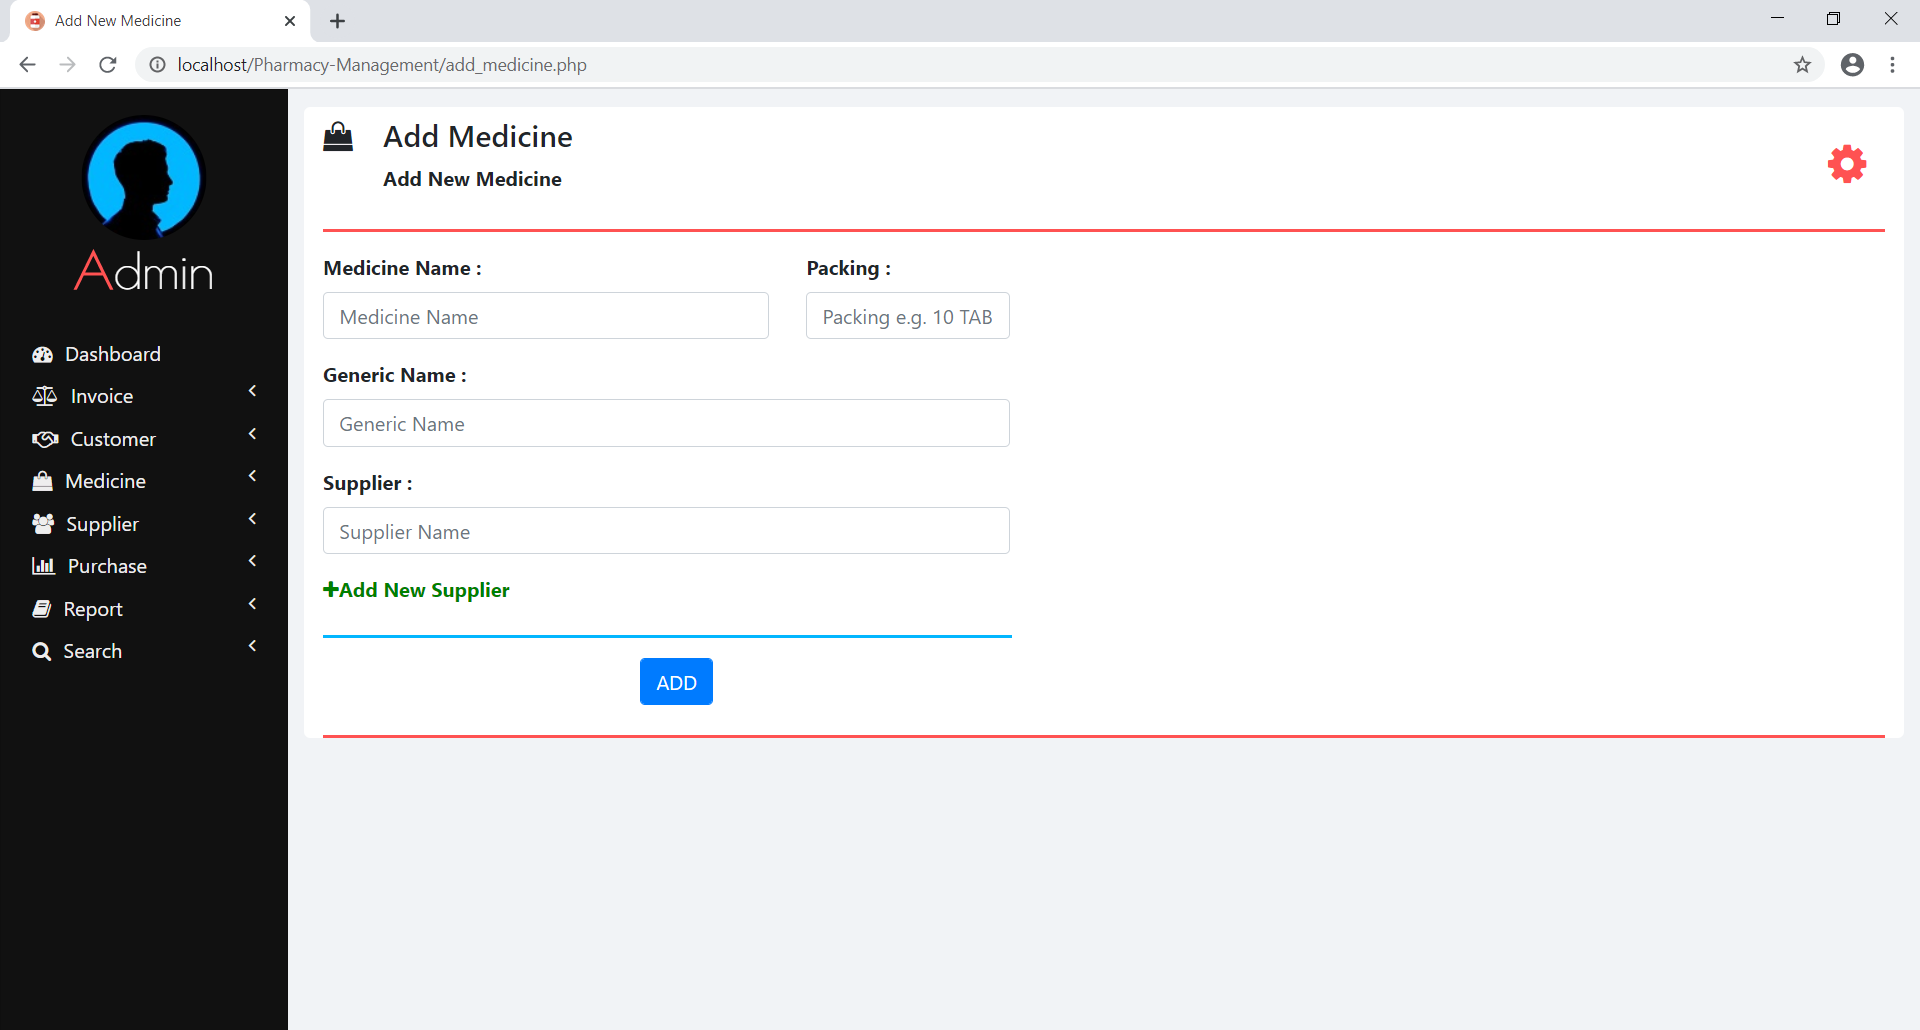 Add New Medicine
localhost/Pharmacy-Management/add_medicine.php
Admin
Dashboard
Invoice
Customer
Medicine
Supplier
Purchase
Report
Search
Add Medicine
Add New Medicine
Medicine Name :
Packing :
Medicine Name
Packing e.g. 10 TAB
Generic Name :
Generic Name
Supplier :
Supplier Name
Add New Supplier
ADD